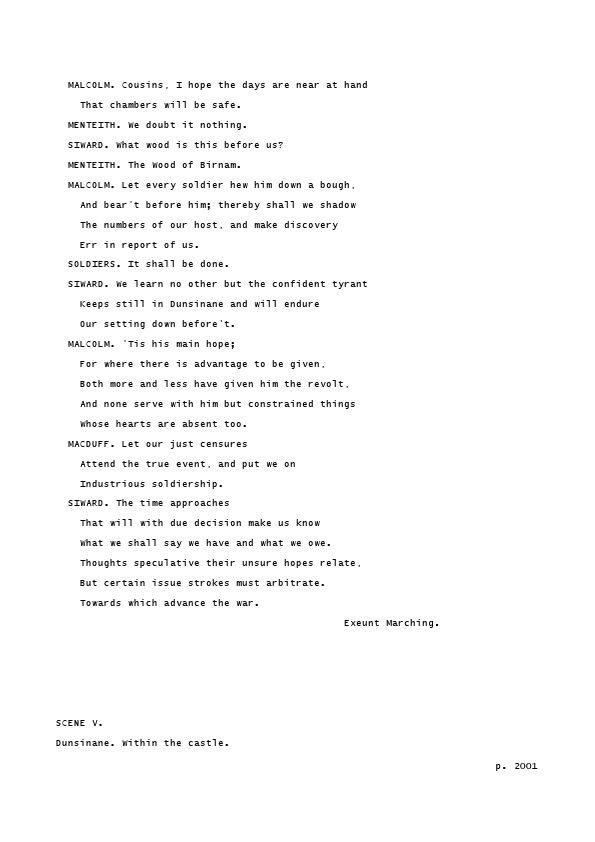 MALCOLM. Cousins, I hope the days are near at hand
That chambers will be safe.
MENTEITH. We doubt it nothing.
SIWARD. What wood is this before us?
MENTEITH. The Wood of Birnam.
MALCOLM. Let every soldier hew him down a bough,
And bear't before him; thereby shall we shadow
The numbers of our host, and make discovery
Err in report of us.
SOLDIERS. It shall be done.
SIWARD. We learn no other but the confident tyrant
Keeps still in Dunsinane and will endure
Our setting down before't.
MALCOLM. 'Tis his main hope;
For where there is advantage to be given,
Both more and less have given him the revolt,
And none serve with him but constrained things
Whose hearts are absent too.
MACDUFF. Let our just censures
Attend the true event, and put we on
Industrious soldiership.
SIWARD. The time approaches
That will with due decision make us know
What we shall say we have and what we owe.
Thoughts speculative their unsure hopes relate,
But certain issue strokes must arbitrate.
Towards which advance the war.
Exeunt Marching.
SCENE V.
Dunsinane. Within the castle.
p. 2001